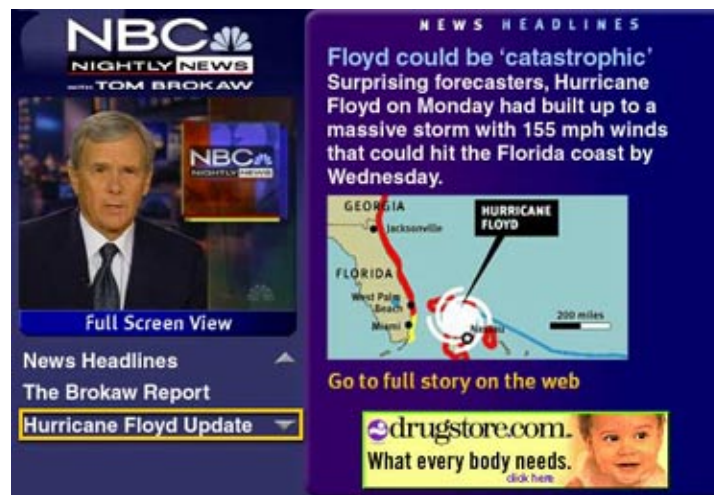 NBC
NIGHTLY NEWS
WITH TOM BROKAW
NBC
NIGHTLY NEWS
Full Screen View
News Headlines
The Brokaw Report
Hurricane Floyd Update
NEWS HEADLINES
Floyd could be ‘catastrophic’
Surprising forecasters, Hurricane
Floyd on Monday had built up to a
massive storm with 155 mph winds
that could hit the Florida coast by
Wednesday.
GEORGIA
Jacksonville
HURRICANE
FLOYD
FLORIDA
West Palm
Beach
Miami
Nassau
200 miles
Go to full story on the web
drugstore.com.
What every body needs.
click here